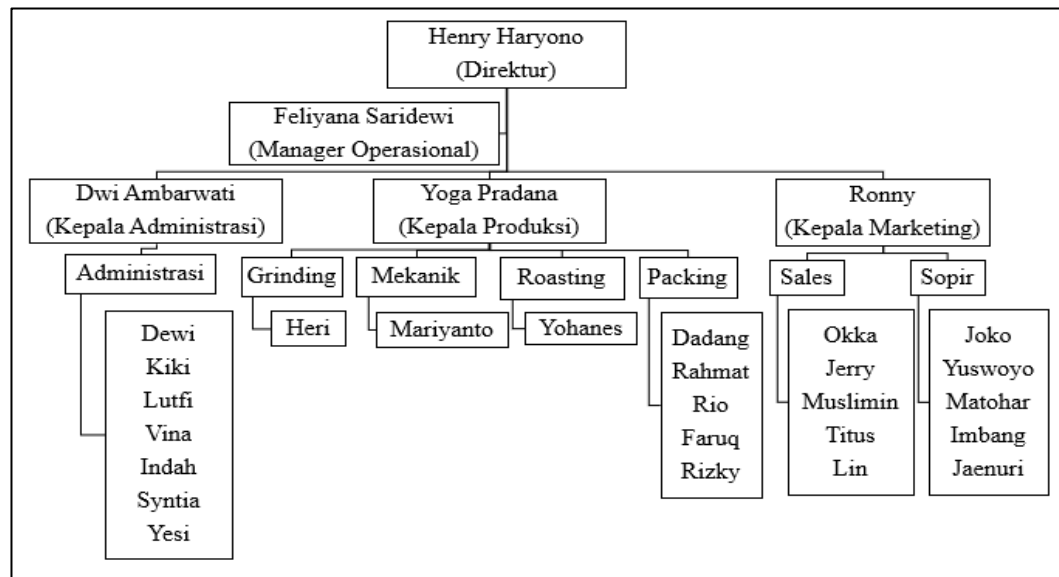 Henry Haryono
(Direktur)
Feliyana Saridewi
(Manager Operasional)
Dwi Ambarwati
(Kepala Administrasi)
Yoga Pradana
(Kepala Produksi)
Ronny
(Kepala Marketing)
Administrasi
Grinding
Mekanik
Roasting
Packing
Sales
Sopir
Dewi
Kiki
Lutfi
Vina
Indah
Syntia
Yesi
Heri
Mariyanto
Yohanes
Dadang
Rahmat
Rio
Faruq
Rizky
Okka
Jerry
Muslimin
Titus
Lin
Joko
Yuswoyo
Matohar
Imbang
Jaenuri